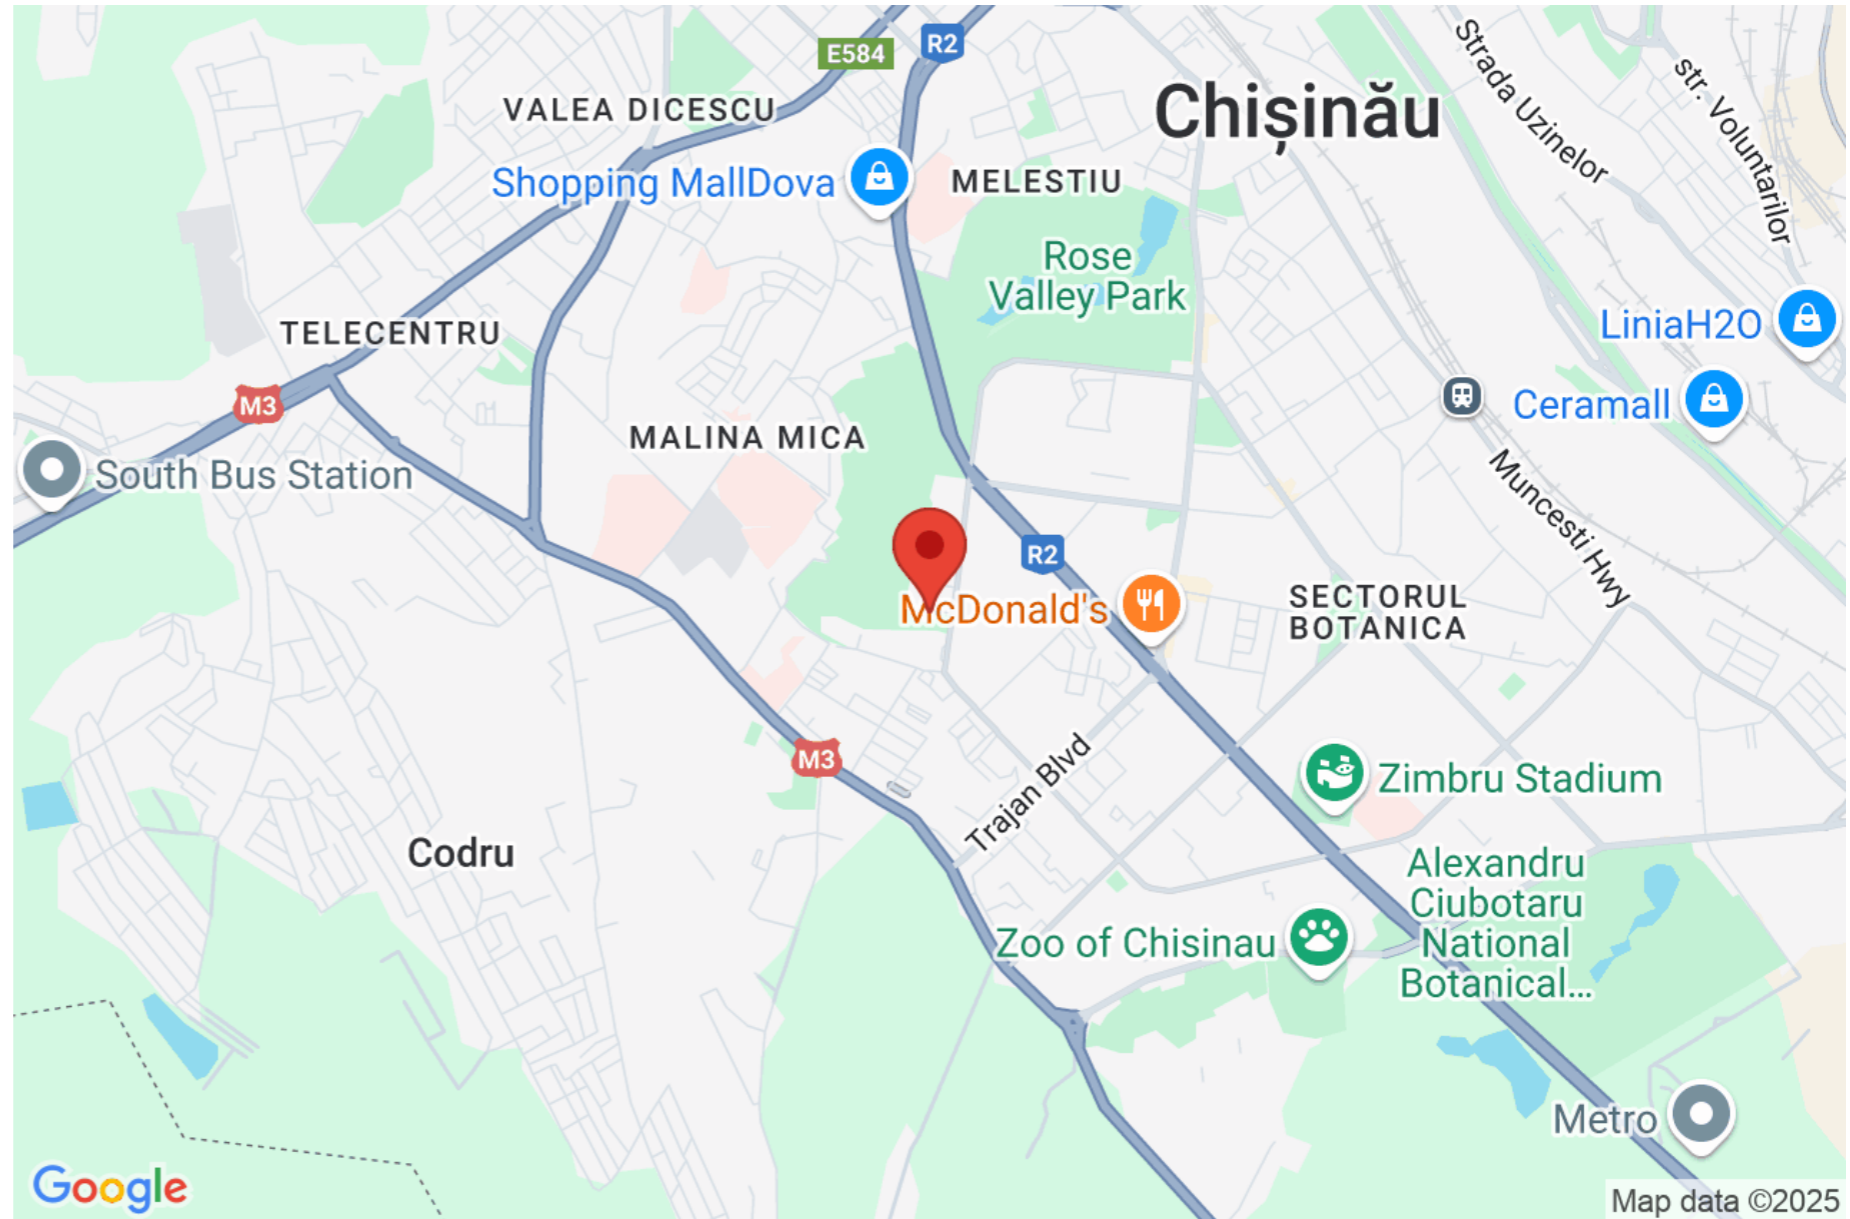 E584
R2
Chișinău
Strada Uzinelor
str. Voluntarilor
VALEA DICESCU
Shopping MallDova
MELESTIU
Rose
Valley Park
TELECENTRU
LiniaH2O
M3
Ceramall
MALINA MICA
South Bus Station
Muncesti Hwy
R2
McDonald's
SECTORUL
BOTANICA
M3
Trajan Blvd
Zimbru Stadium
Codru
Alexandru
Ciubotaru
National
Botanical...
Zoo of Chisinau
Metro
Google
Map data ©2025